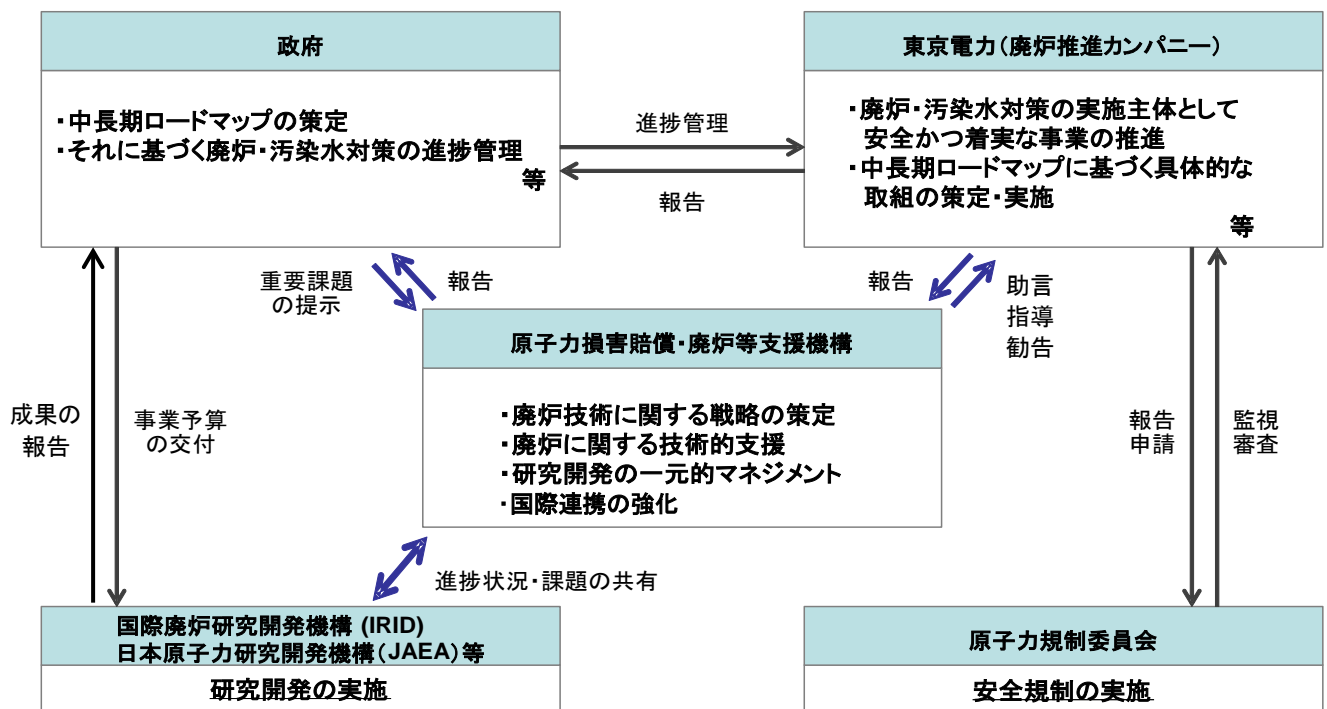 政府
・中長期ロードマップの策定
・それに基づく廃炉・汚染水対策の進捗管理
等
進捗管理
報告
東京電力(廃炉推進カンパニー)
・廃炉・汚染水対策の実施主体として
安全かつ着実な事業の推進
・中長期ロードマップに基づく具体的な
取組の策定・実施
等
重要課題
の提示
報告
報告
助言
指導
勧告
原子力損害賠償・廃炉等支援機構
・廃炉技術に関する戦略の策定
・廃炉に関する技術的支援
・研究開発の一元的マネジメント
・国際連携の強化
成果の
報告
事業予算
の交付
報告
申請
監視
審査
進捗状況・課題の共有
国際廃炉研究開発機構 (IRID)
日本原子力研究開発機構(JAEA)等
研究開発の実施
原子力規制委員会
安全規制の実施